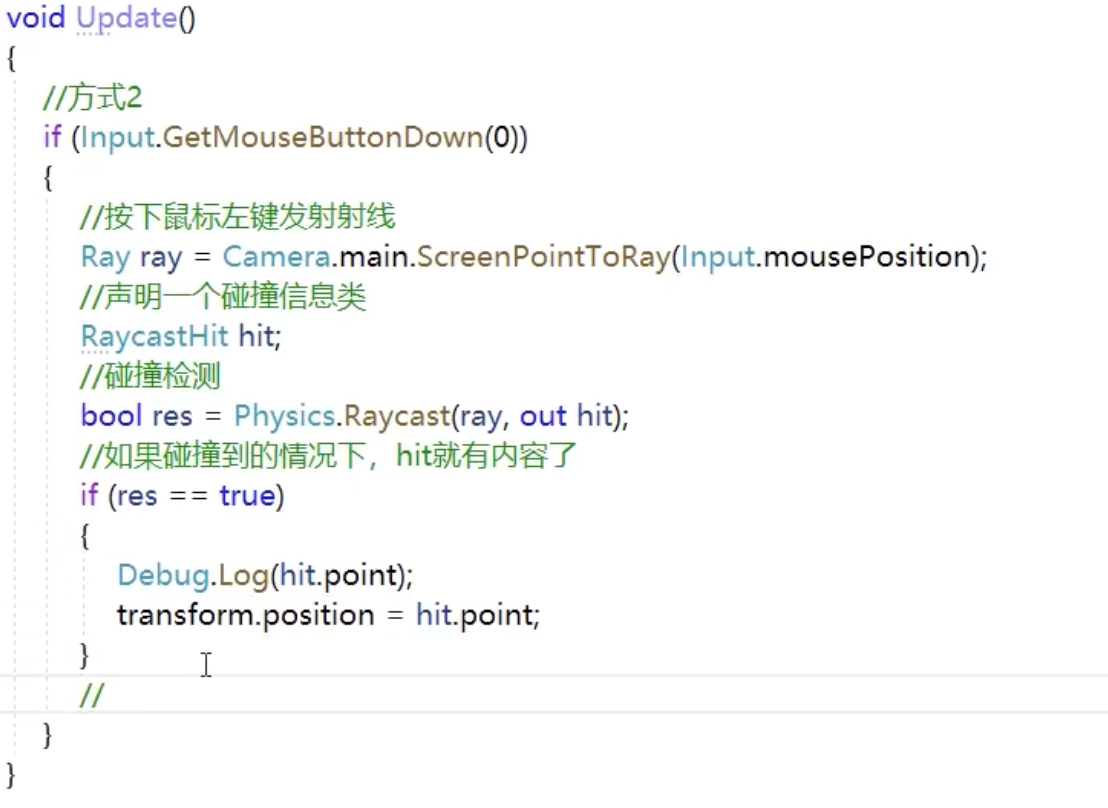 void Update()
{
//方式2
if (Input.GetMouseButtonDown(0))
{
//按下鼠标左键发射射线
Ray ray = Camera.main.ScreenPointToRay(Input.mousePosition);
//声明一个碰撞信息类
RaycastHit hit;
//碰撞检测
bool res = Physics.Raycast(ray, out hit);
//如果碰撞到的情况下，hit就有内容了
if (res == true)
{
Debug.Log(hit.point);
transform.position = hit.point;
}
//
}
}